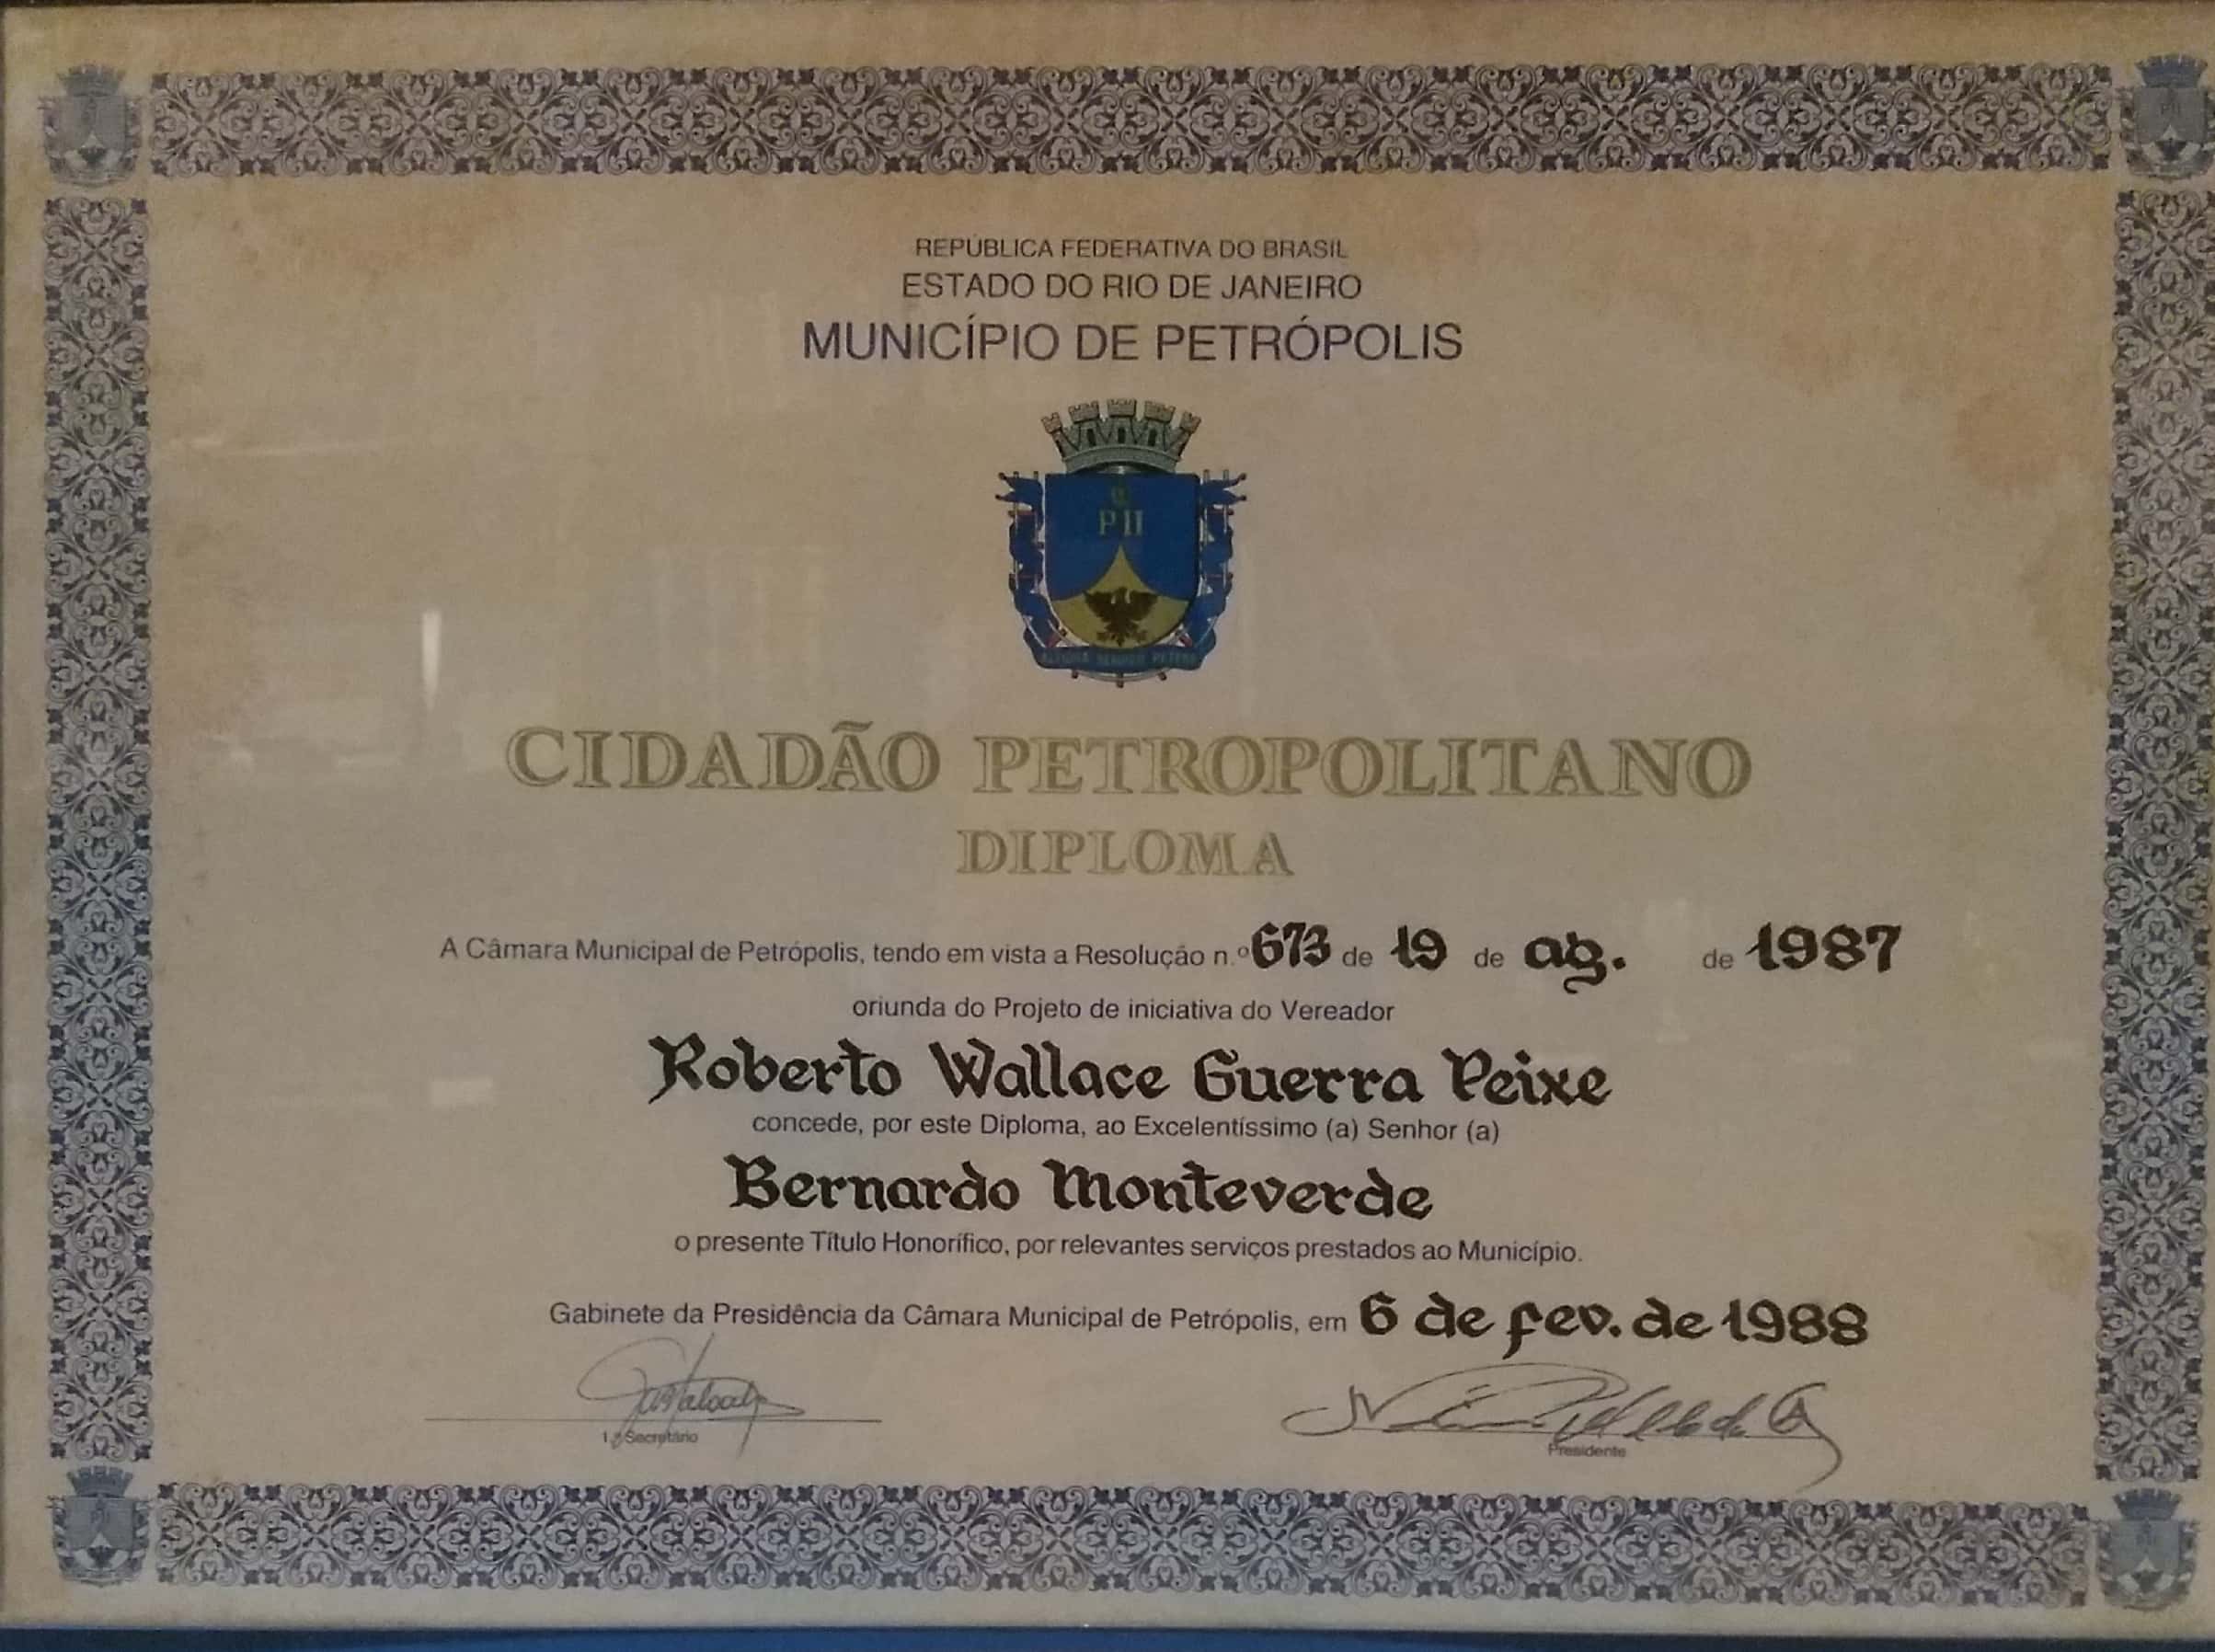 REPÚBLICA FEDERATIVA DO BRASIL
ESTADO DO RIO DE JANEIRO
MUNICÍPIO DE PETRÓPOLIS
P II
ALTIORA SEMPER PETENS
CIDADÃO PETROPOLITANO
DIPLOMA
A Câmara Municipal de Petrópolis, tendo em vista a Resolução n.º 673 de 19 de ag. de 1987
oriunda do Projeto de iniciativa do Vereador
Roberto Wallace Guerra Peixe
concede, por este Diploma, ao Excelentíssimo (a) Senhor (a)
Bernardo Monteverde
o presente Título Honorífico, por relevantes serviços prestados ao Município.
Gabinete da Presidência da Câmara Municipal de Petrópolis, em 6 de fev. de 1988
1.º Secretário
Presidente